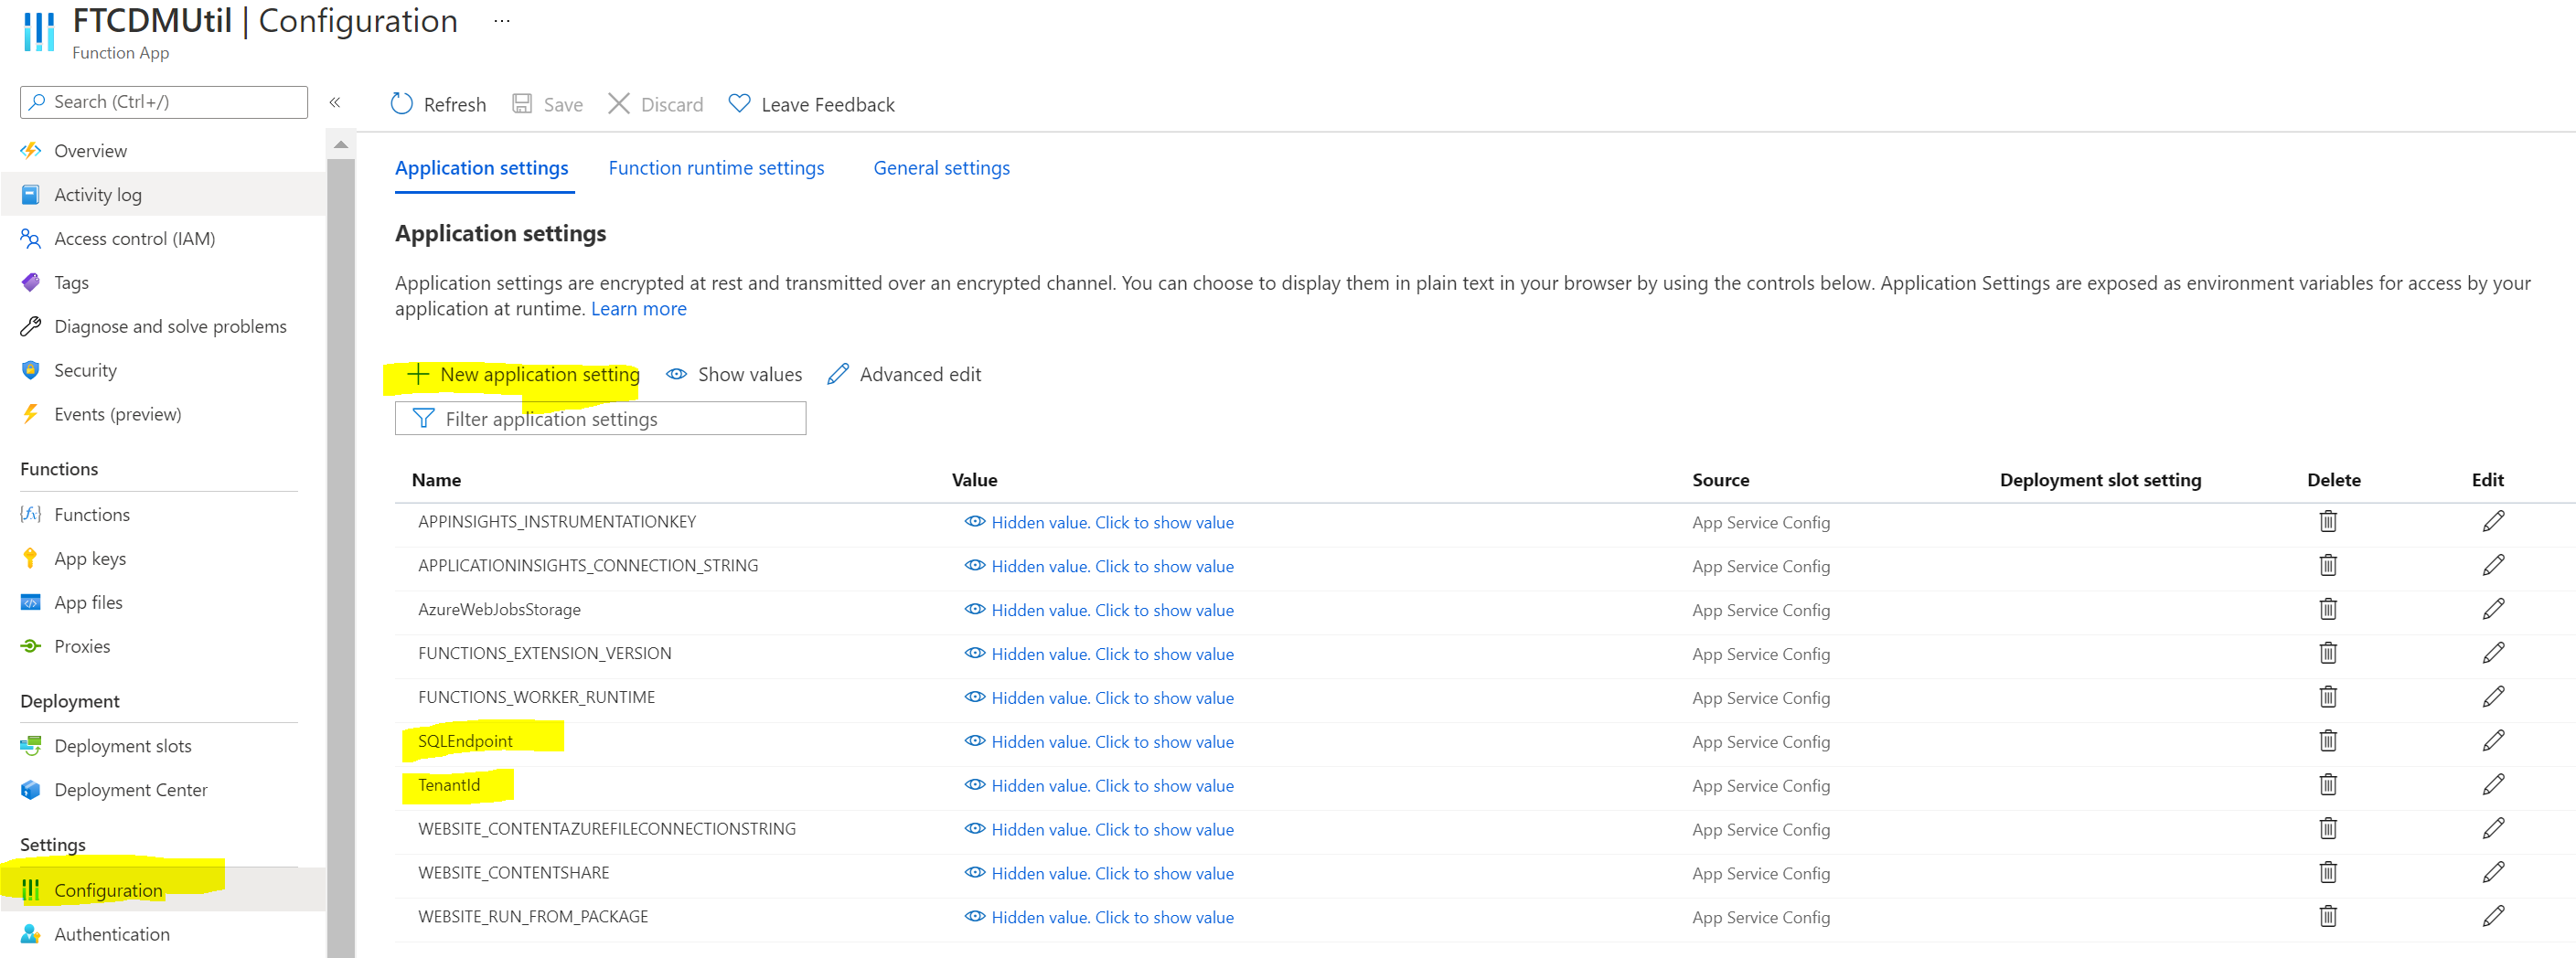 FTCDMUtil | Configuration ...
Function App
Search (Ctrl+/)
«
Refresh Save Discard Leave Feedback
Overview
Activity log
Access control (IAM)
Tags
Diagnose and solve problems
Security
Events (preview)
Functions
Functions
App keys
App files
Proxies
Deployment
Deployment slots
Deployment Center
Settings
Configuration
Authentication
Application settings Function runtime settings General settings
Application settings
Application settings are encrypted at rest and transmitted over an encrypted channel. You can choose to display them in plain text in your browser by using the controls below. Application Settings are exposed as environment variables for access by your
application at runtime. Learn more
New application setting Show values Advanced edit
Filter application settings
Name Value Source Deployment slot setting Delete Edit
APPINSIGHTS_INSTRUMENTATIONKEY Hidden value. Click to show value App Service Config
APPLICATIONINSIGHTS_CONNECTION_STRING Hidden value. Click to show value App Service Config
AzureWebJobsStorage Hidden value. Click to show value App Service Config
FUNCTIONS_EXTENSION_VERSION Hidden value. Click to show value App Service Config
FUNCTIONS_WORKER_RUNTIME Hidden value. Click to show value App Service Config
SQLEndpoint Hidden value. Click to show value App Service Config
TenantId Hidden value. Click to show value App Service Config
WEBSITE_CONTENTAZUREFILECONNECTIONSTRING Hidden value. Click to show value App Service Config
WEBSITE_CONTENTSHARE Hidden value. Click to show value App Service Config
WEBSITE_RUN_FROM_PACKAGE Hidden value. Click to show value App Service Config